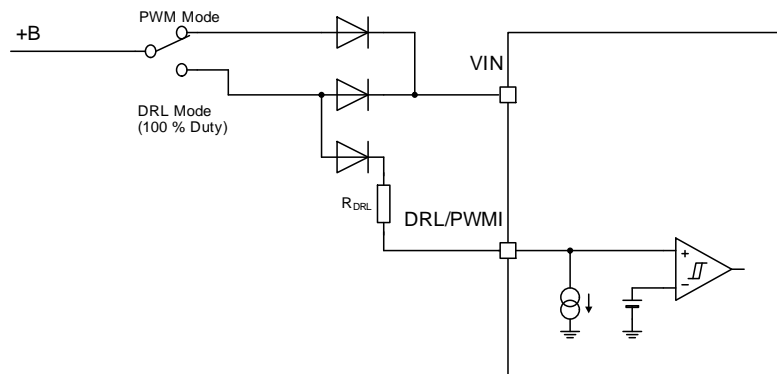 PWM Mode
+B
VIN
DRL Mode
(100 % Duty)
RDRL
DRL/PWMI
+
−